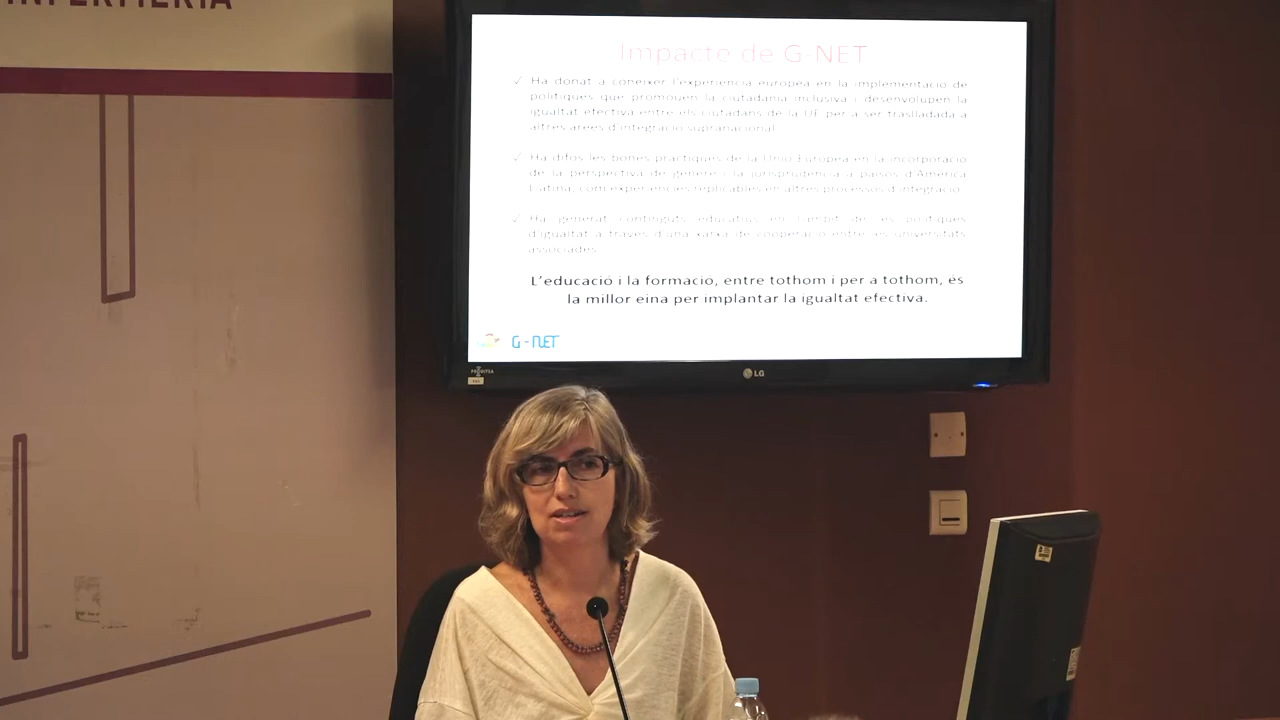 INFERMERIA
Impacte de G-NET
✓ Ha donat a conèixer l'experiència europea en la implementació de
polítiques que promouen la ciutadania inclusiva i desenvolupen la
igualtat efectiva entre els ciutadans de la UE per a ser traslladada a
altres àrees d'integració supranacional.
✓ Ha difós les bones pràctiques de la Unió Europea en la incorporació
de la perspectiva de gènere i la jurisprudència a països d'Amèrica
Llatina, com experiències replicables en altres processos d'integració.
✓ Ha generat continguts educatius en l'àmbit de les polítiques
d'igualtat a través d'una xarxa de cooperació entre les universitats
associades.
L'educació i la formació, entre tothom i per a tothom, és
la millor eina per implantar la igualtat efectiva.
G-NET
LG